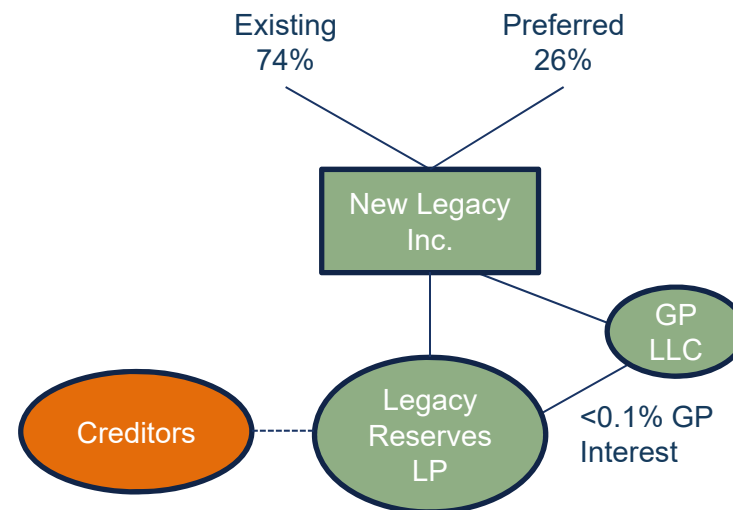 Existing
74%
Preferred
26%
New Legacy
Inc.
GP
LLC
Creditors
Legacy
Reserves
LP
<0.1% GP
Interest